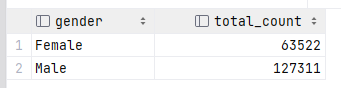 gender total_count
1 Female 63522
2 Male 127311